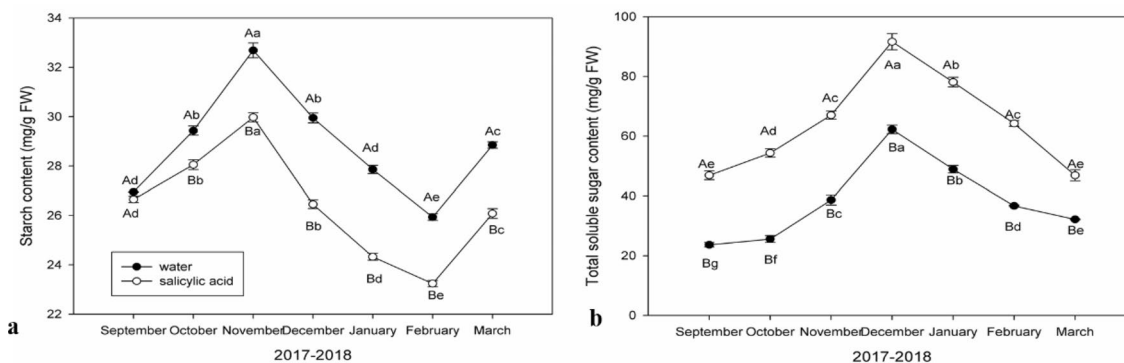 Starch content (mg/g FW)
34
32
30
28
26
24
22
Aa
Ab
Ab
Ad
Ac
Ad
Ae
Ba
Bb
Ad
Bb
Bc
Bd
Be
water
salicylic acid
September October November December January February March
2017-2018
a
Total soluble sugar content (mg/g FW)
100
80
60
40
20
0
Aa
Ab
Ac
Ac
Ad
Ae
Ae
Ba
Bb
Bc
Bd
Be
Bf
Bg
September October November December January February March
2017-2018
b